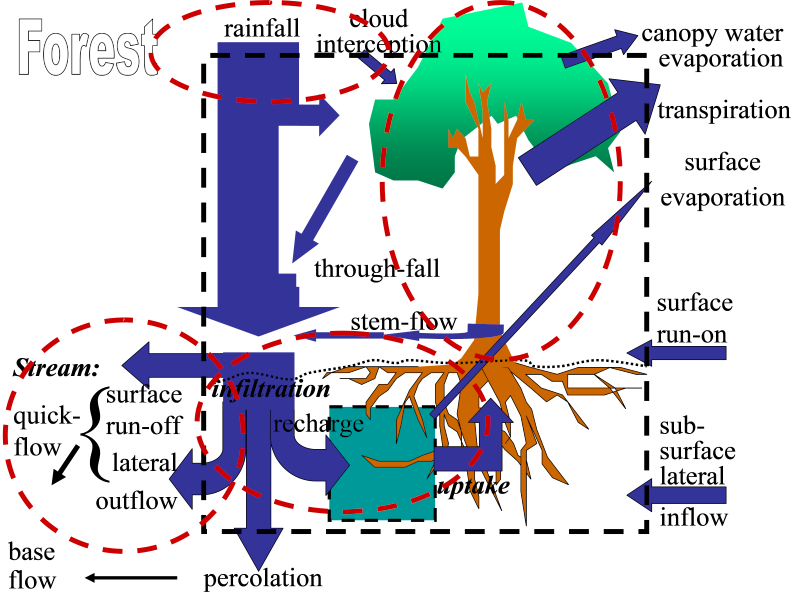 Forest
rainfall
cloud
interception
canopy water
evaporation
transpiration
surface
evaporation
through-fall
stem-flow
surface
run-on
Stream:
infiltration
quick-
flow
{
surface
run-off
lateral
outflow
recharge
uptake
sub-
surface
lateral
inflow
base
flow
percolation